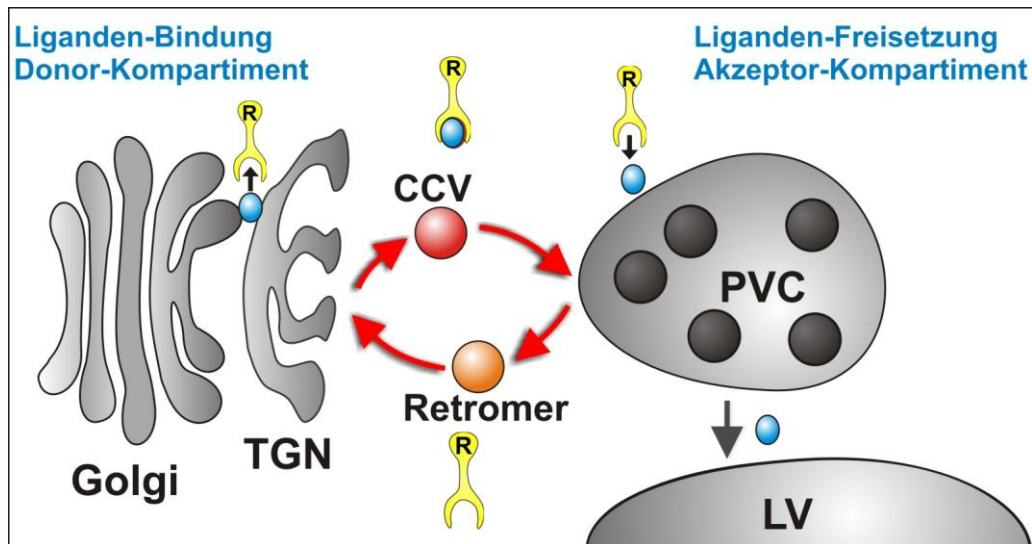 Liganden-Bindung
Donor-Kompartiment
Liganden-Freisetzung
Akzeptor-Kompartiment
R
R
R
CCV
PVC
Retromer
TGN
Golgi
R
LV